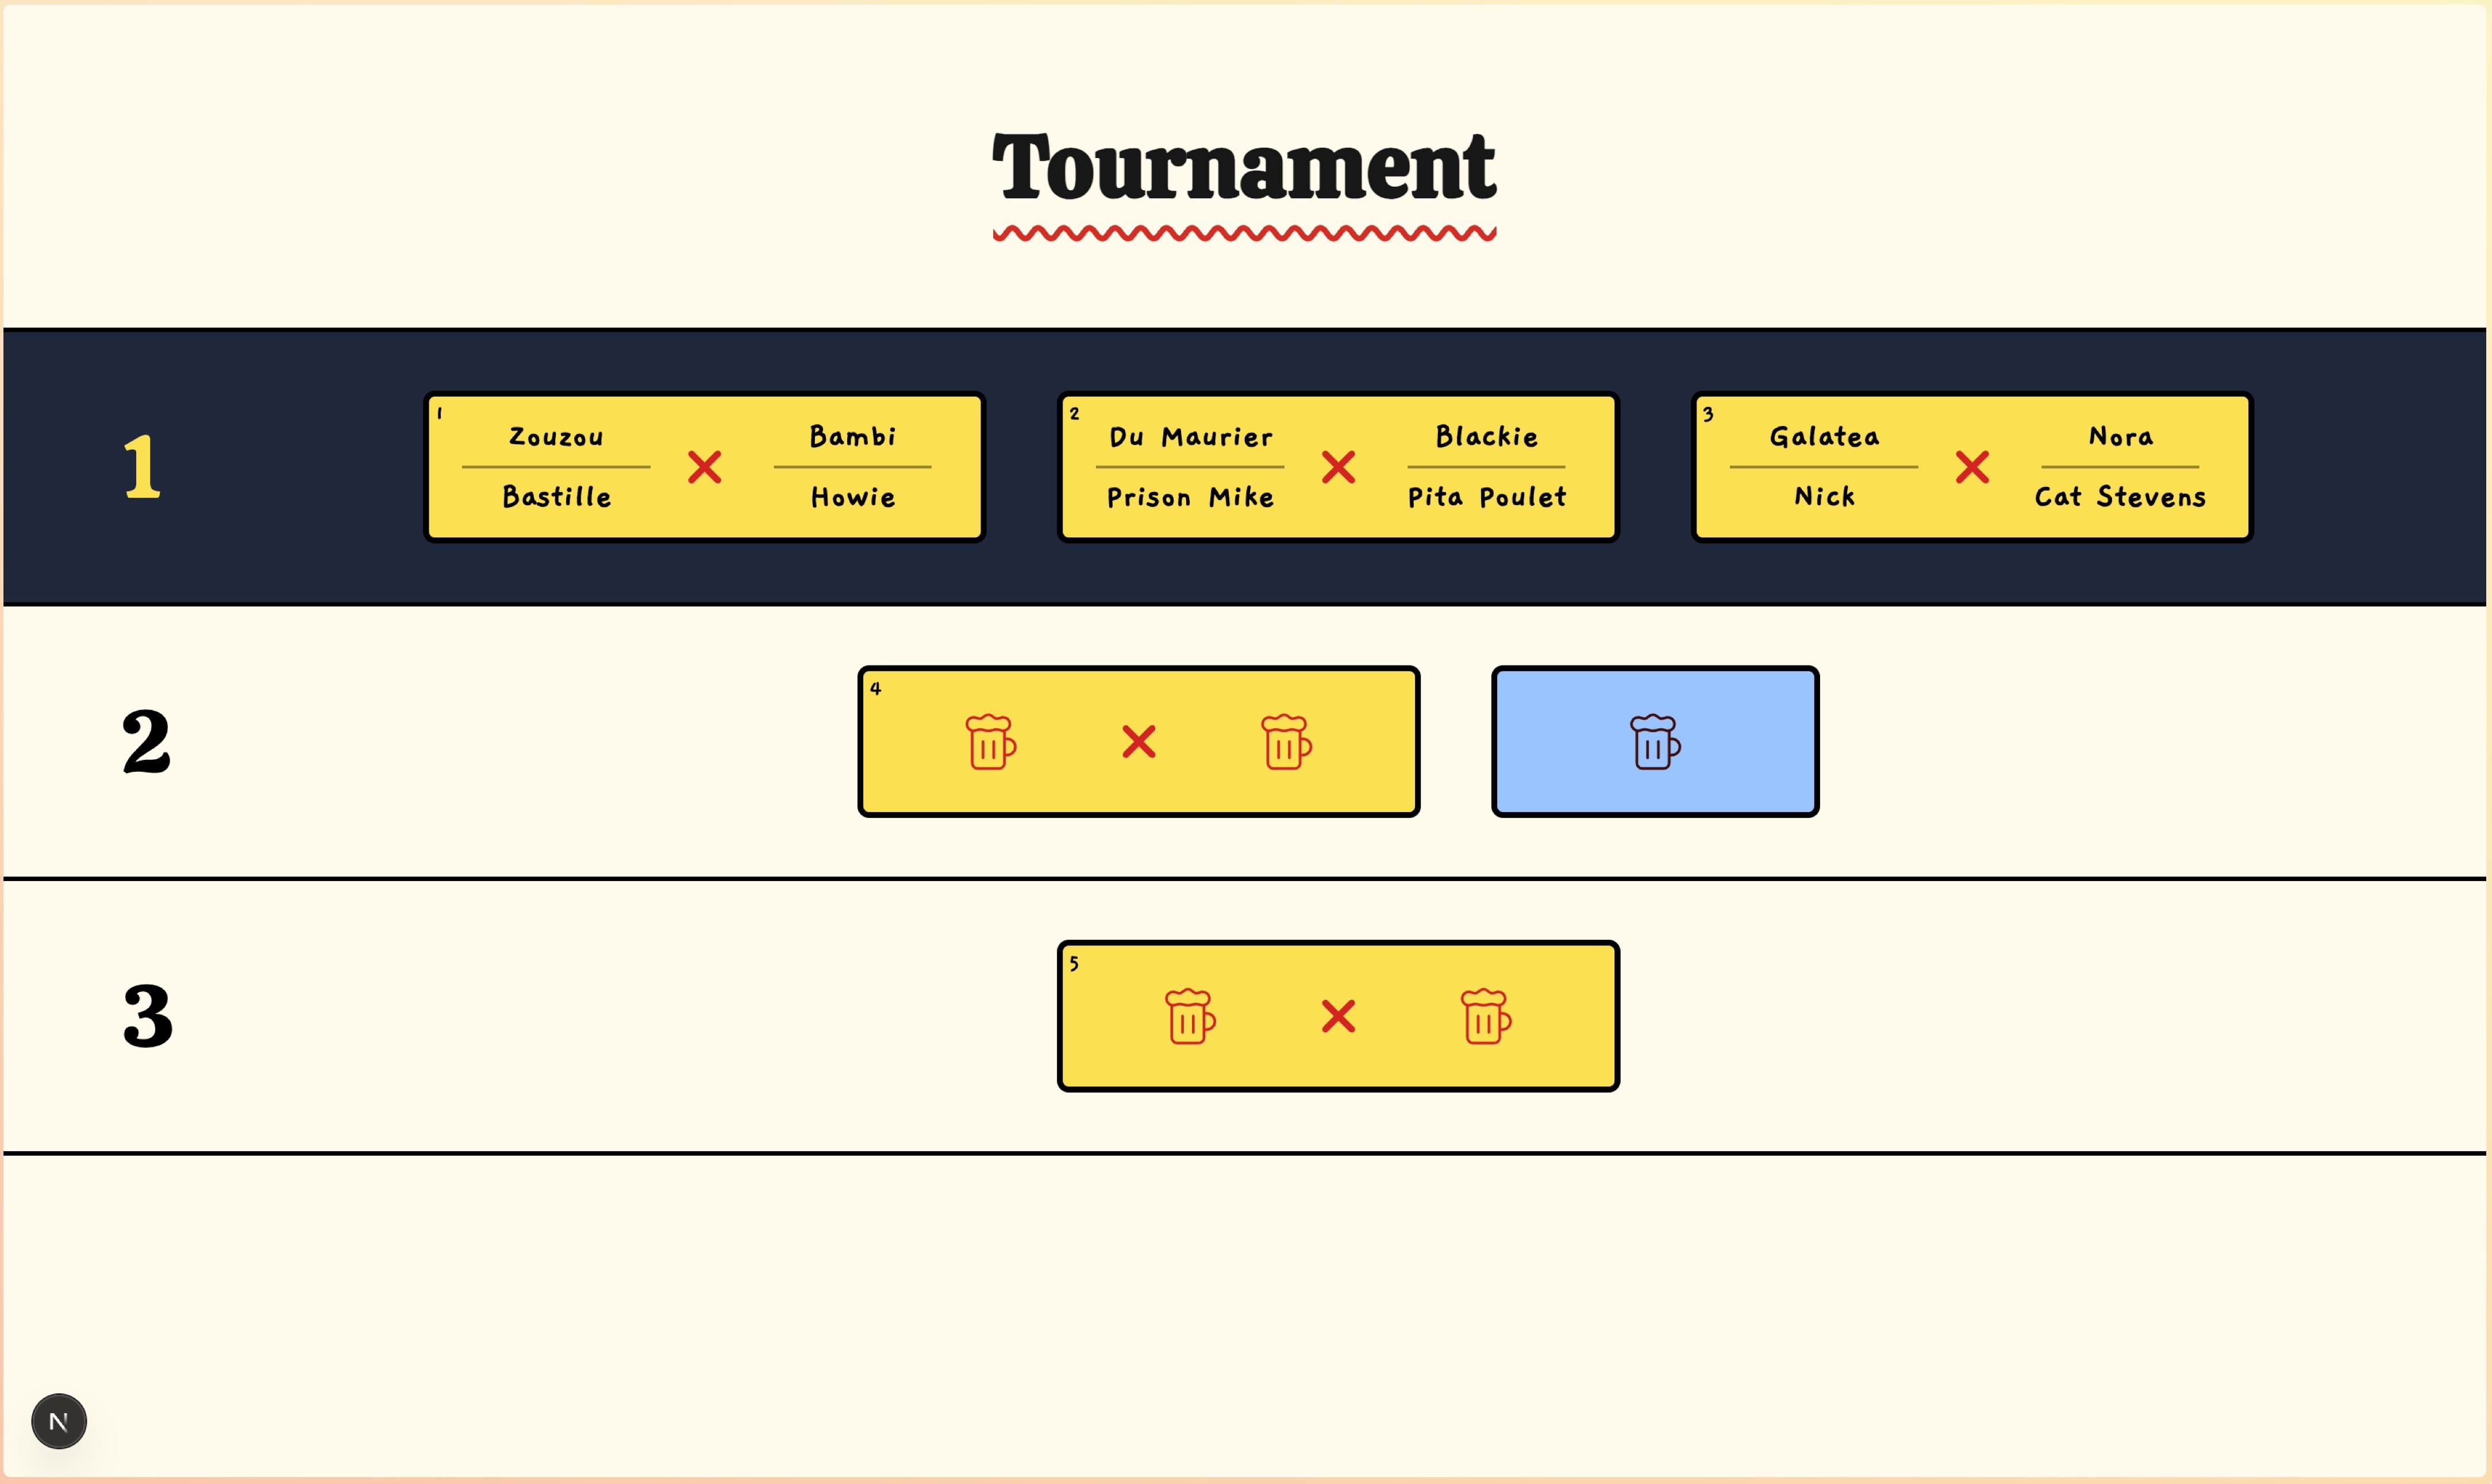 Tournament
1
1
Zouzou
Bastille
Bambi
Howie
2
Du Maurier
Prison Mike
Blackie
Pita Poulet
3
Galatea
Nick
Nora
Cat Stevens
2
4
3
5
N